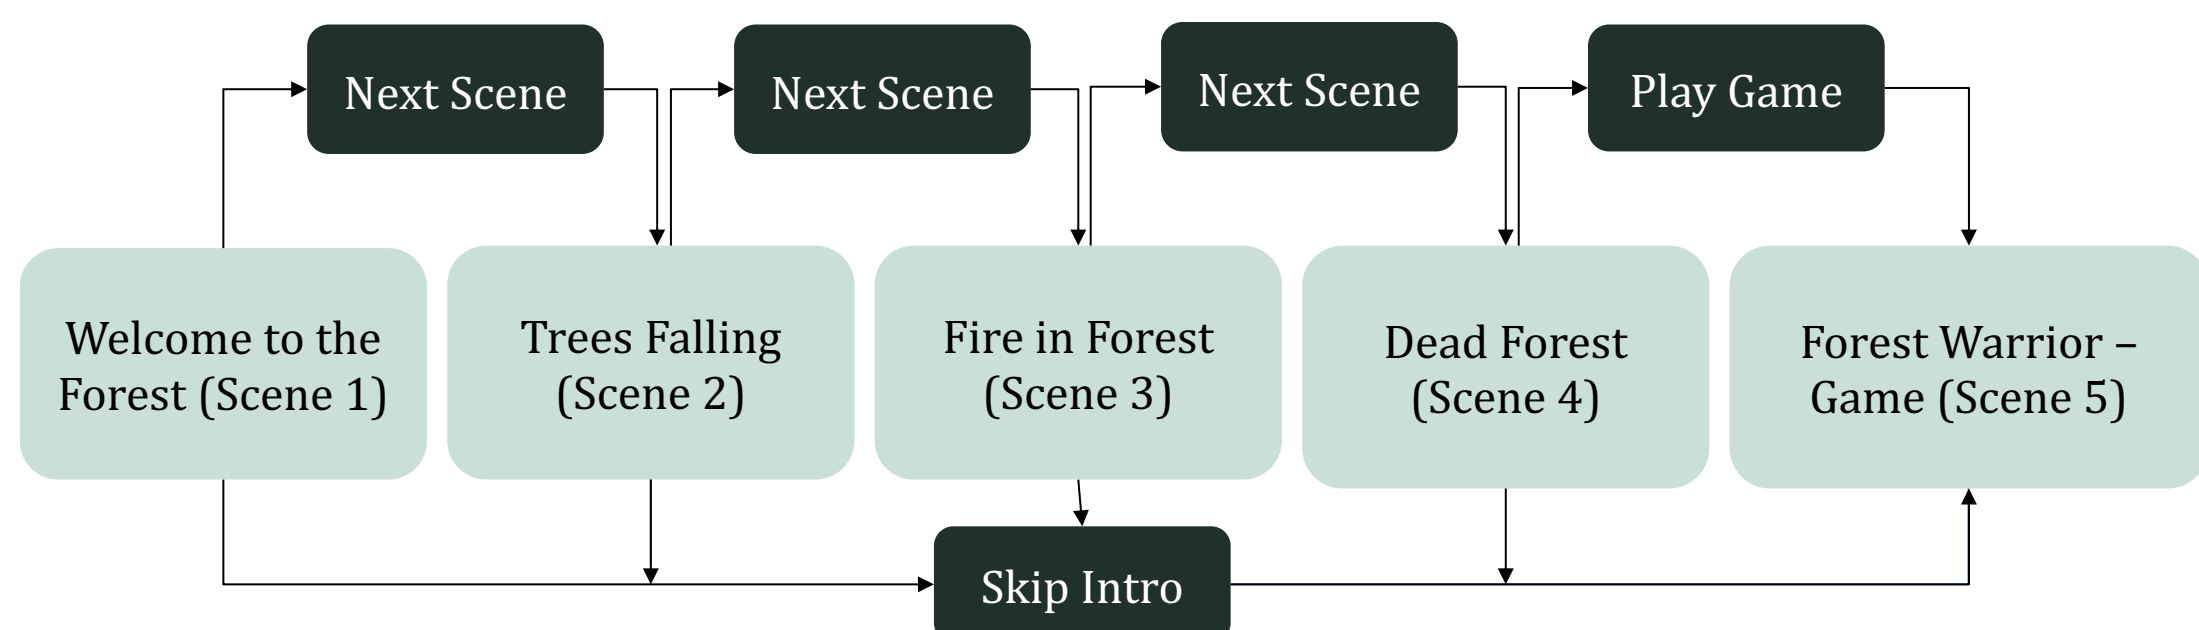 Next Scene
Next Scene
Next Scene
Play Game
Welcome to the
Forest (Scene 1)
Trees Falling
(Scene 2)
Fire in Forest
(Scene 3)
Dead Forest
(Scene 4)
Forest Warrior –
Game (Scene 5)
Skip Intro